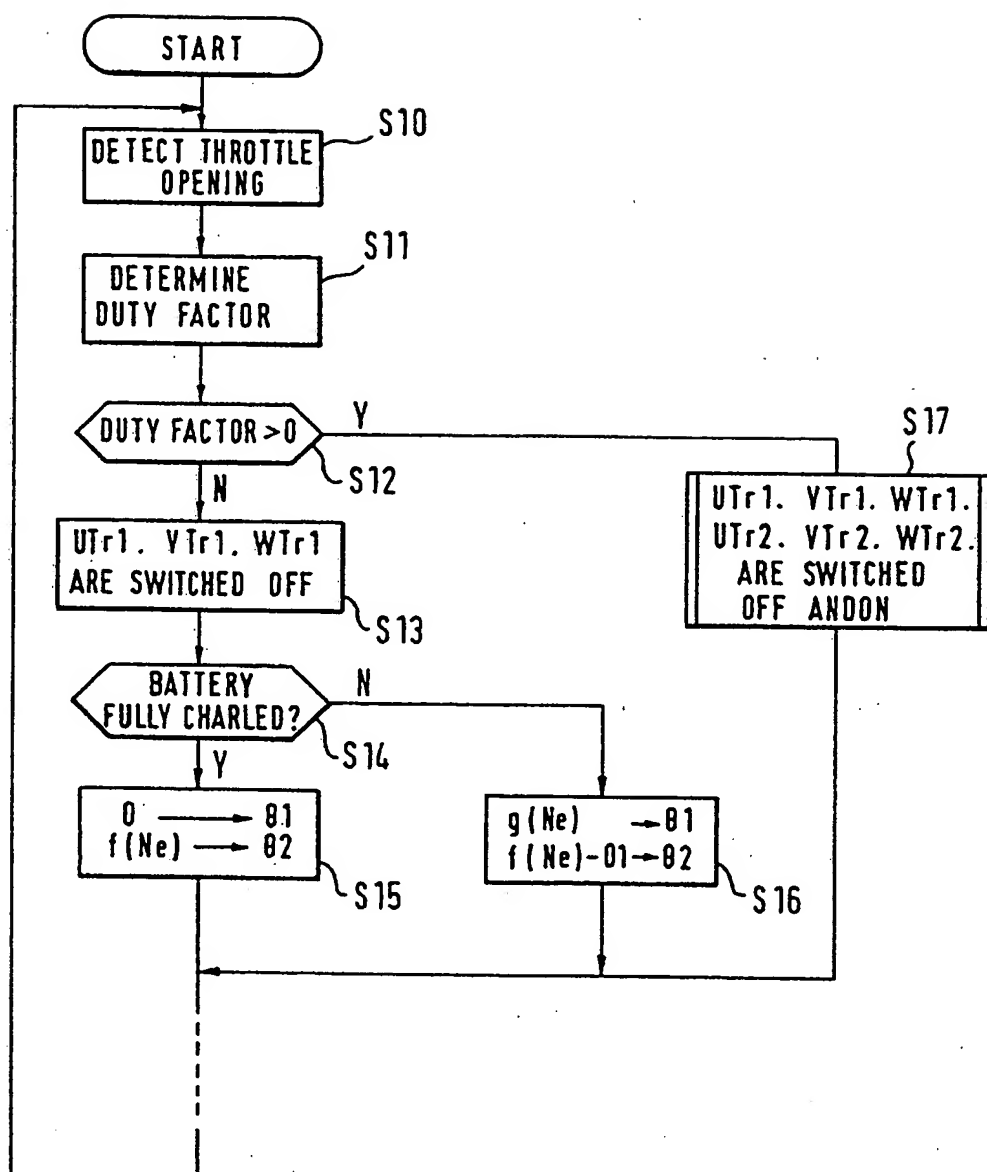 START
S10
DETECT THROTTLE
OPENING
S11
DETERMINE
DUTY FACTOR
DUTY FACTOR >0
Y
S12
N
S17
UTr1. VTr1. WTr1.
UTr2. VTr2. WTr2.
ARE SWITCHED
OFF ANDON
UTr1. VTr1. WTr1
ARE SWITCHED OFF
S13
BATTERY
FULLY CHARLED?
N
S14
Y
0 → θ1
f(Ne) → θ2
S15
g(Ne) → θ1
f(Ne)-01 → θ2
S16